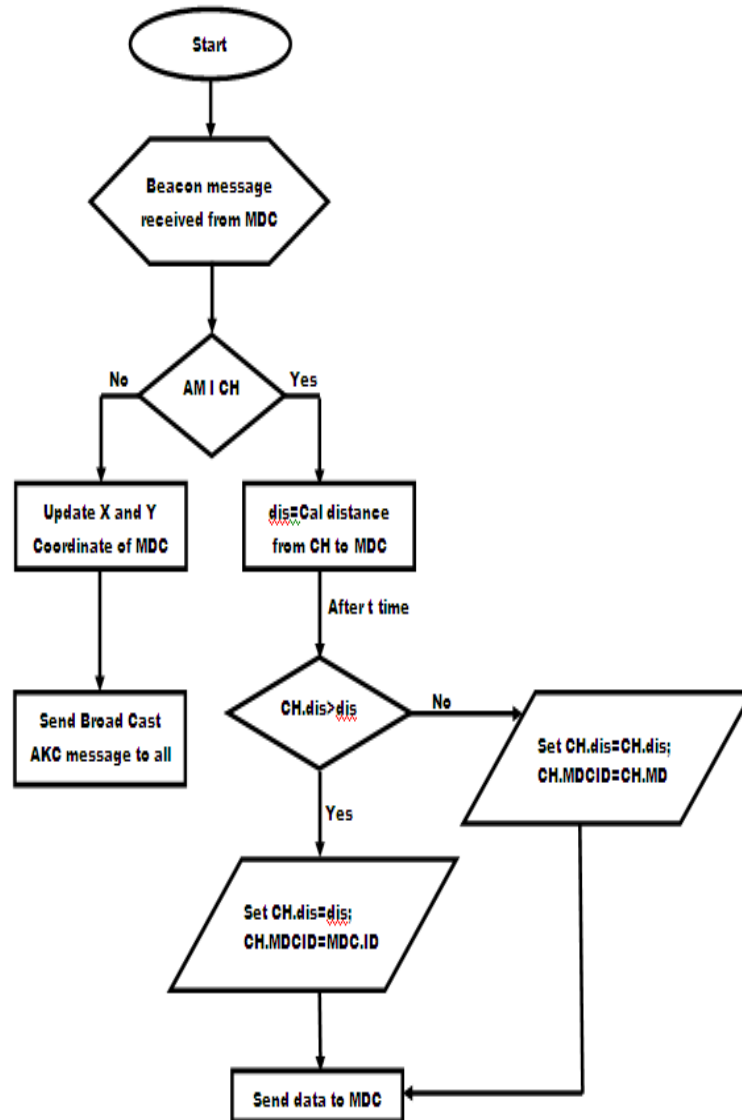 Start
Beacon message
received from MDC
AM I CH
No
Yes
Update X and Y
Coordinate of MDC
dis=Cal distance
from CH to MDC
After t time
Send Broad Cast
AKC message to all
CH.dis>dis
No
Set CH.dis=CH.dis;
CH.MDCID=CH.MD
Yes
Set CH.dis=dis;
CH.MDCID=MDC.ID
Send data to MDC